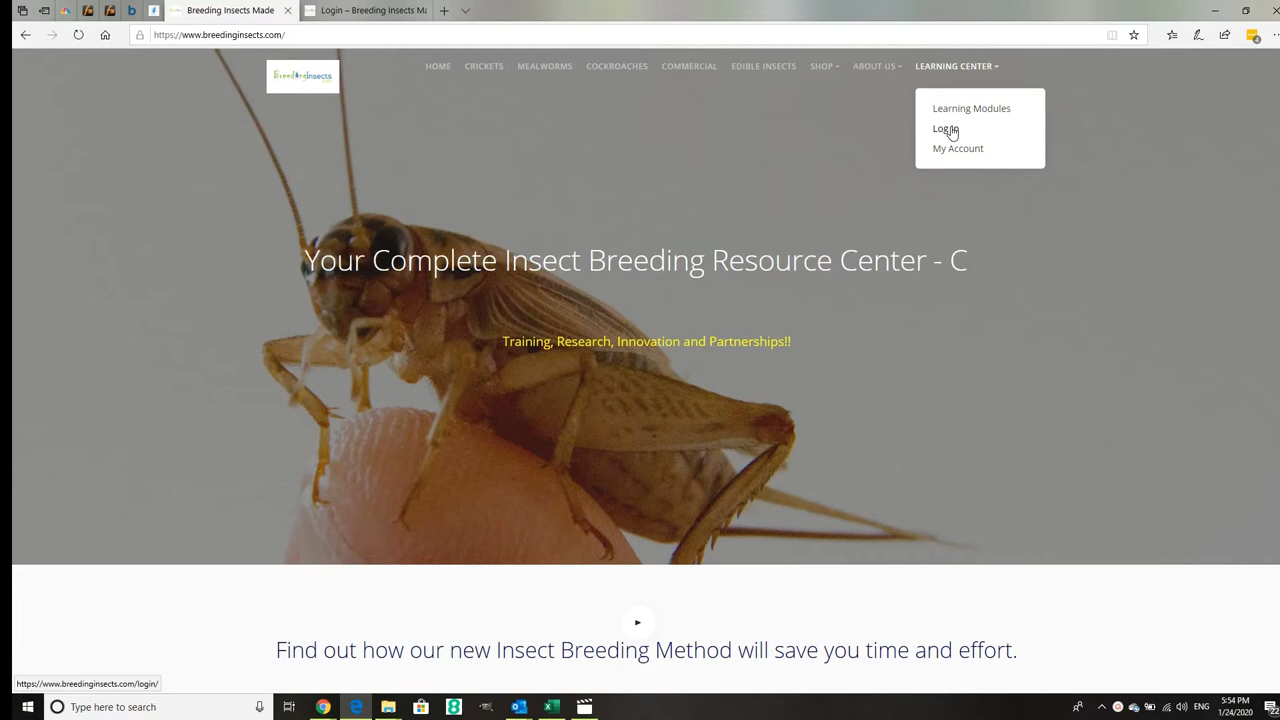 Breeding Insects Made
Login – Breeding Insects Ma
https://www.breedinginsects.com/
4
BreedingInsects
HOME CRICKETS MEALWORMS COCKROACHES COMMERCIAL EDIBLE INSECTS SHOP ABOUT US LEARNING CENTER
Learning Modules
Log In
My Account
Your Complete Insect Breeding Resource Center - C
Training, Research, Innovation and Partnerships!!
Find out how our new Insect Breeding Method will save you time and effort.
https://www.breedinginsects.com/login/
Type here to search
ENG
5:54 PM
1/24/2020
22